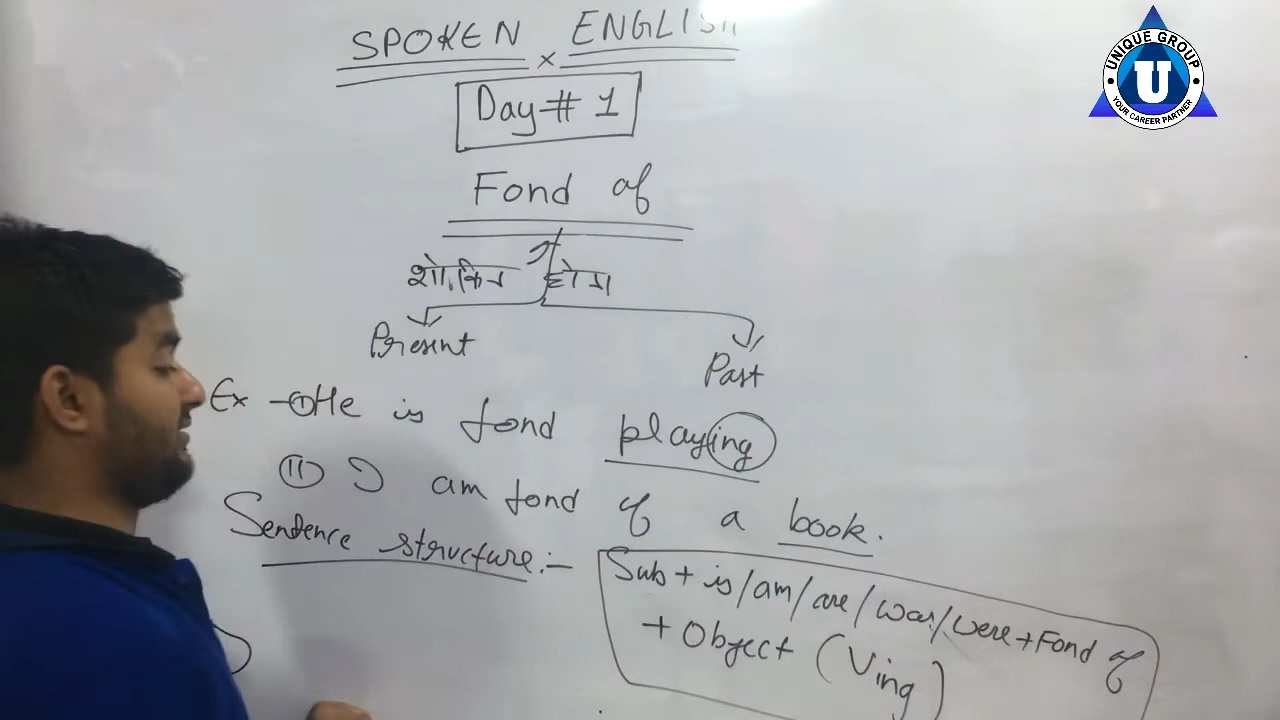 SPOKEN × ENGLISH
UNIQUE GROUP
U
YOUR CAREER PARTNER
Day # 1
Fond of
शौकिन होना
Present
Past
Ex - ① He is fond playing
(II) I am fond of a book.
Sentence structure :-
Sub + is/am/are/was/were + Fond of
+ Object (Ving)